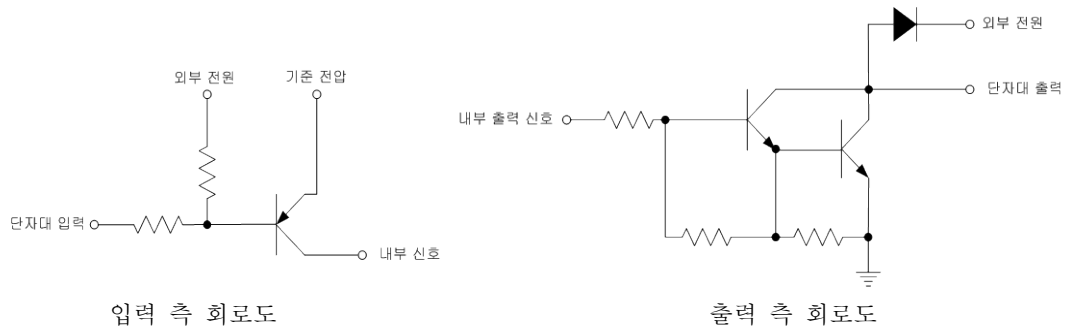 외부 전원
기준 전압
단자대 입력
내부 신호
입력 측 회로도
외부 전원
내부 출력 신호
단자대 출력
출력 측 회로도